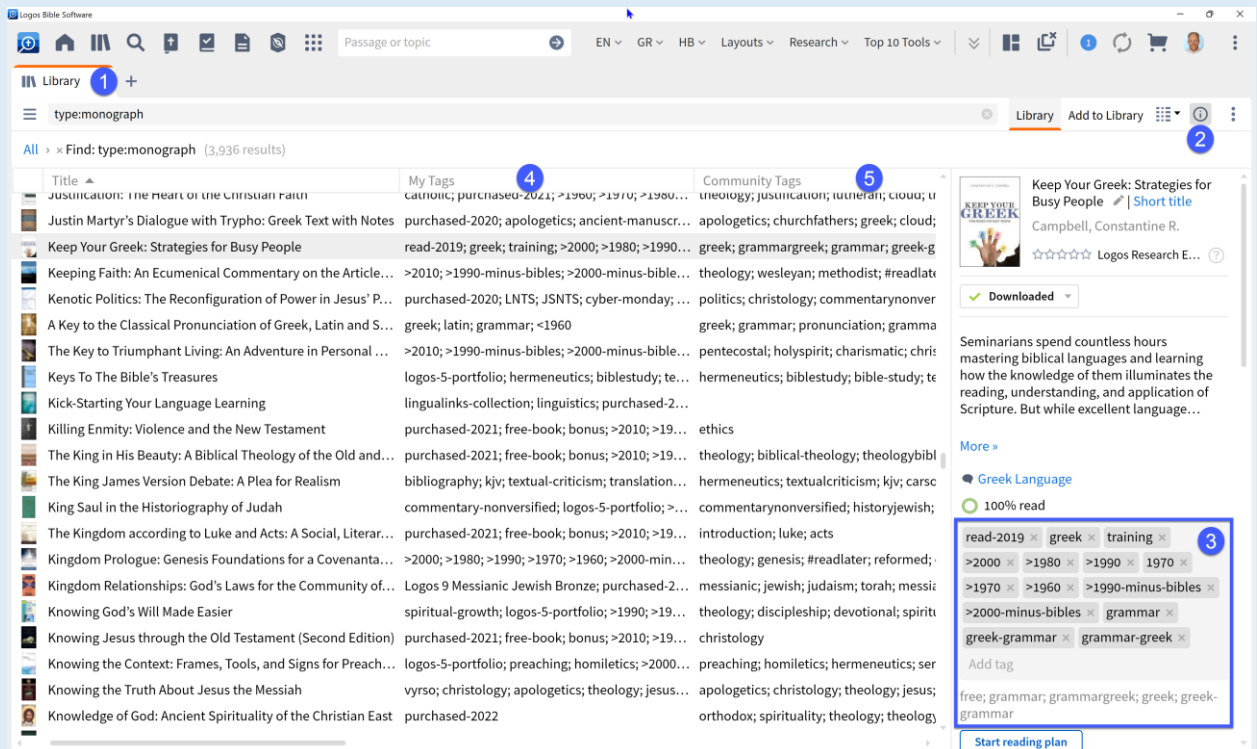 Logos Bible Software
Passage or topic
EN GR HB Layouts Research Top 10 Tools 1
Library 1
type:monograph
Library Add to Library
2
All › × Find: type:monograph (3,936 results)
Title My Tags 4 Community Tags 5
Justification: The Heart of the Christian Faith catholic; purchased-2021; >1960; >1970; >1980... theology; justification; lutheran; cloud;
Justin Martyr's Dialogue with Trypho: Greek Text with Notes purchased-2020; apologetics; ancient-manuscr... apologetics; churchfathers; greek; cloud;
Keep Your Greek: Strategies for Busy People read-2019; greek; training; >2000; >1980; >1990... greek; grammargreek; grammar; greek-g
Keeping Faith: An Ecumenical Commentary on the Article... >2010; >1990-minus-bibles; >2000-minus-bible... theology; wesleyan; methodist; #readlate
Kenotic Politics: The Reconfiguration of Power in Jesus' P... purchased-2020; LNTS; JSNTS; cyber-monday; ... politics; christology; commentarynonver
A Key to the Classical Pronunciation of Greek, Latin and S... greek; latin; grammar; <1960 greek; grammar; pronunciation; gramma
The Key to Triumphant Living: An Adventure in Personal ... >2010; >1990-minus-bibles; >2000-minus-bible... pentecostal; holyspirit; charismatic; chris
Keys To The Bible's Treasures logos-5-portfolio; hermeneutics; biblestudy; te... hermeneutics; biblestudy; bible-study; te
Kick-Starting Your Language Learning lingualinks-collection; linguistics; purchased-2...
Killing Enmity: Violence and the New Testament purchased-2021; free-book; bonus; >2010; >19... ethics
The King in His Beauty: A Biblical Theology of the Old and... purchased-2021; free-book; bonus; >2010; >19... theology; biblical-theology; theologybibl
The King James Version Debate: A Plea for Realism bibliography; kjv; textual-criticism; translation... hermeneutics; textualcriticism; kjv; carso
King Saul in the Historiography of Judah commentary-nonversified; logos-5-portfolio; >... commentarynonversified; historyjewish;
The Kingdom according to Luke and Acts: A Social, Literar... purchased-2021; free-book; bonus; >2010; >19... introduction; luke; acts
Kingdom Prologue: Genesis Foundations for a Covenanta... >2000; >1980; >1990; >1970; >1960; >2000-min... theology; genesis; #readlater; reformed;
Kingdom Relationships: God's Laws for the Community of... Logos 9 Messianic Jewish Bronze; purchased-2... messianic; jewish; judaism; torah; messia
Knowing God's Will Made Easier spiritual-growth; logos-5-portfolio; >1990; >19... theology; discipleship; devotional; spiritu
Knowing Jesus through the Old Testament (Second Edition) purchased-2021; free-book; bonus; >2010; >19... christology
Knowing the Context: Frames, Tools, and Signs for Preach... logos-5-portfolio; preaching; homiletics; >2000... preaching; homiletics; hermeneutics; ser
Knowing the Truth About Jesus the Messiah vyrso; christology; apologetics; theology; jesus... apologetics; christology; theology; jesus;
Knowledge of God: Ancient Spirituality of the Christian East purchased-2022 orthodox; spirituality; theology; theology
Keep Your Greek: Strategies for
Busy People | Short title
Campbell, Constantine R.
Logos Research E... ?
KEEP YOUR
GREEK
Downloaded
Seminarians spend countless hours
mastering biblical languages and learning
how the knowledge of them illuminates the
reading, understanding, and application of
Scripture. But while excellent language...
More »
Greek Language
100% read
read-2019 × greek × training × 3
>2000 × >1980 × >1990 × 1970 ×
>1970 × >1960 × >1990-minus-bibles ×
>2000-minus-bibles × grammar ×
greek-grammar × grammar-greek ×
Add tag
free; grammar; grammargreek; greek; greek-
grammar
Start reading plan